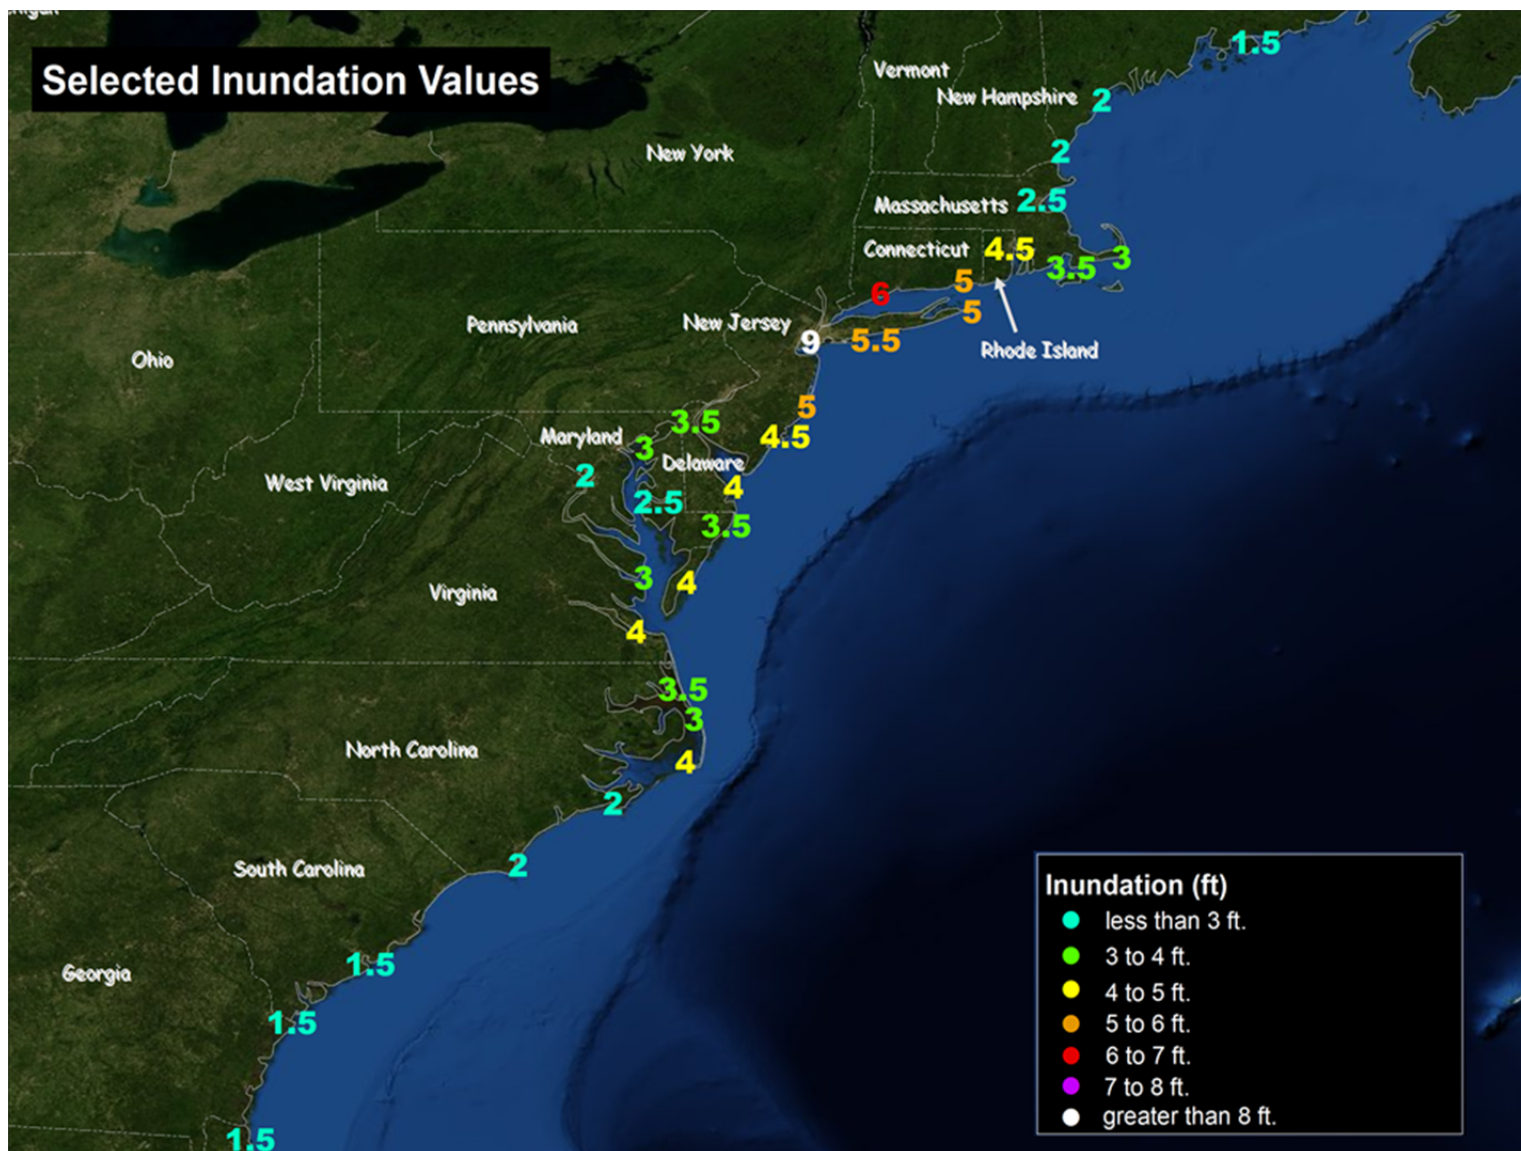 Selected Inundation Values
1.5
Vermont
New Hampshire
2
New York
2
Massachusetts
2.5
Connecticut
4.5
3.5
3
6
5
5
Pennsylvania
New Jersey
9
5.5
Rhode Island
Ohio
5
3.5
4.5
Maryland
3
Delaware
2
West Virginia
4
2.5
3.5
3
4
Virginia
4
3.5
3
North Carolina
4
2
South Carolina
2
1.5
Georgia
1.5
1.5
Inundation (ft)
less than 3 ft.
3 to 4 ft.
4 to 5 ft.
5 to 6 ft.
6 to 7 ft.
7 to 8 ft.
greater than 8 ft.